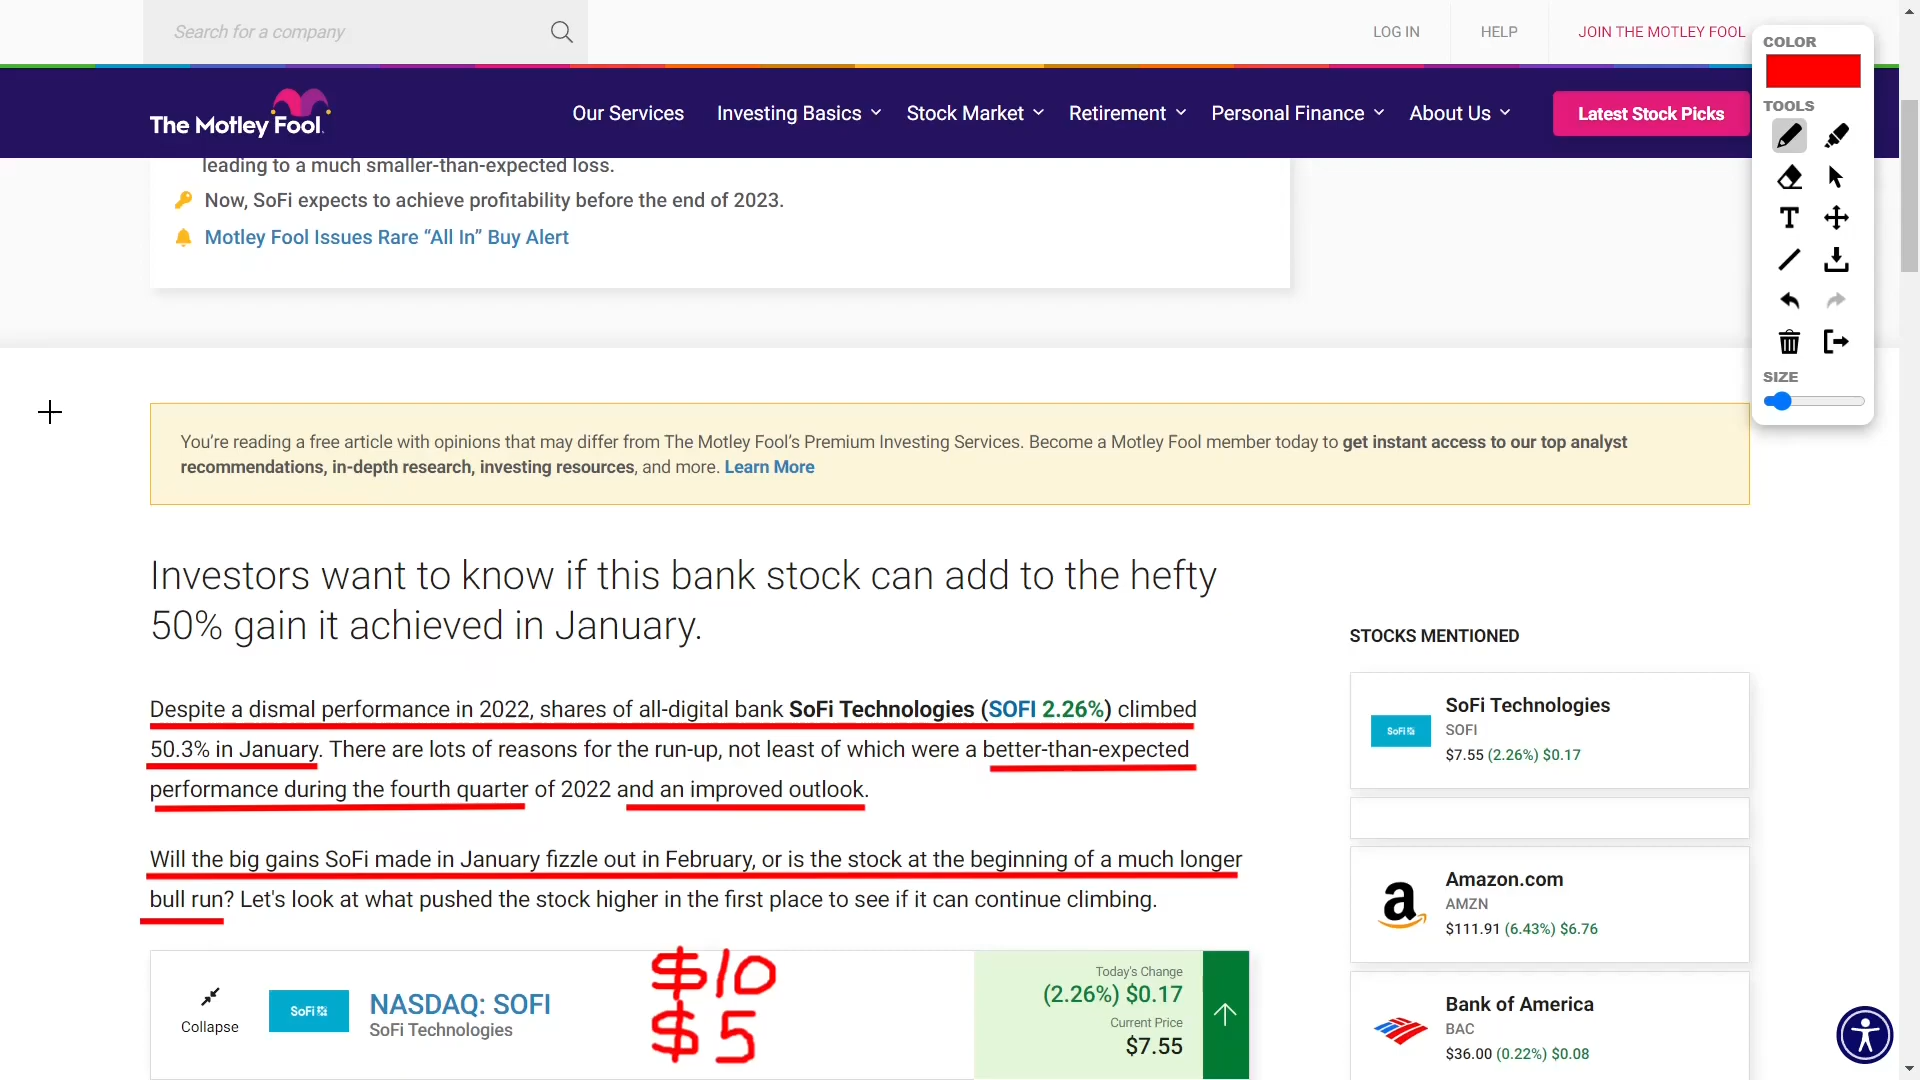 Search for a company
LOG IN
HELP
JOIN THE MOTLEY FOOL
The Motley Fool.
Our Services
Investing Basics
Stock Market
Retirement
Personal Finance
About Us
Latest Stock Picks
COLOR
TOOLS
T
SIZE
leading to a much smaller-than-expected loss.
Now, SoFi expects to achieve profitability before the end of 2023.
Motley Fool Issues Rare “All In” Buy Alert
You’re reading a free article with opinions that may differ from The Motley Fool’s Premium Investing Services. Become a Motley Fool member today to get instant access to our top analyst
recommendations, in-depth research, investing resources, and more. Learn More
Investors want to know if this bank stock can add to the hefty
50% gain it achieved in January.
Despite a dismal performance in 2022, shares of all-digital bank SoFi Technologies (SOFI 2.26%) climbed
50.3% in January. There are lots of reasons for the run-up, not least of which were a better-than-expected
performance during the fourth quarter of 2022 and an improved outlook.
Will the big gains SoFi made in January fizzle out in February, or is the stock at the beginning of a much longer
bull run? Let's look at what pushed the stock higher in the first place to see if it can continue climbing.
Collapse
SoFi
NASDAQ: SOFI
SoFi Technologies
$10
$5
Today's Change
(2.26%) $0.17
Current Price
$7.55
STOCKS MENTIONED
SoFi
SoFi Technologies
SOFI
$7.55 (2.26%) $0.17
a
Amazon.com
AMZN
$111.91 (6.43%) $6.76
Bank of America
BAC
$36.00 (0.22%) $0.08